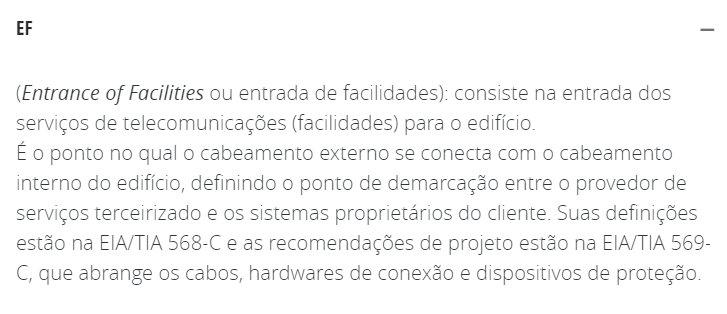 EF
(Entrance of Facilities ou entrada de facilidades): consiste na entrada dos
serviços de telecomunicações (facilidades) para o edifício.
É o ponto no qual o cabeamento externo se conecta com o cabeamento
interno do edifício, definindo o ponto de demarcação entre o provedor de
serviços terceirizado e os sistemas proprietários do cliente. Suas definições
estão na EIA/TIA 568-C e as recomendações de projeto estão na EIA/TIA 569-
C, que abrange os cabos, hardwares de conexão e dispositivos de proteção.